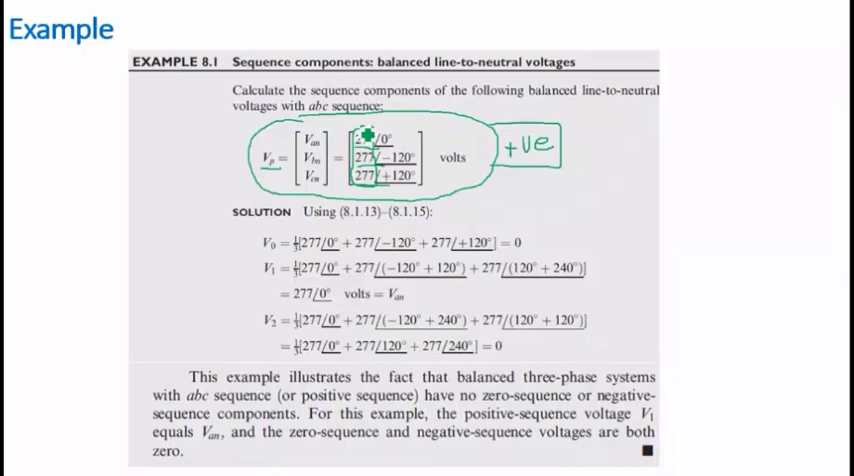 Example
EXAMPLE 8.1 Sequence components: balanced line-to-neutral voltages
Calculate the sequence components of the following balanced line-to-neutral
voltages with abc sequence:
V_p = [V_an V_bn V_cn] = [/0° 277/−120° 277/+120°] volts
+ve
SOLUTION Using (8.1.13)–(8.1.15):
V₀ = ⅓[277/0° + 277/−120° + 277/+120°] = 0
V₁ = ⅓[277/0° + 277/(−120° + 120°) + 277/(120° + 240°)]
= 277/0° volts = V_an
V₂ = ⅓[277/0° + 277/(−120° + 240°) + 277/(120° + 120°)]
= ⅓[277/0° + 277/120° + 277/240°] = 0
This example illustrates the fact that balanced three-phase systems
with abc sequence (or positive sequence) have no zero-sequence or negative-
sequence components. For this example, the positive-sequence voltage V₁
equals V_an, and the zero-sequence and negative-sequence voltages are both
zero.